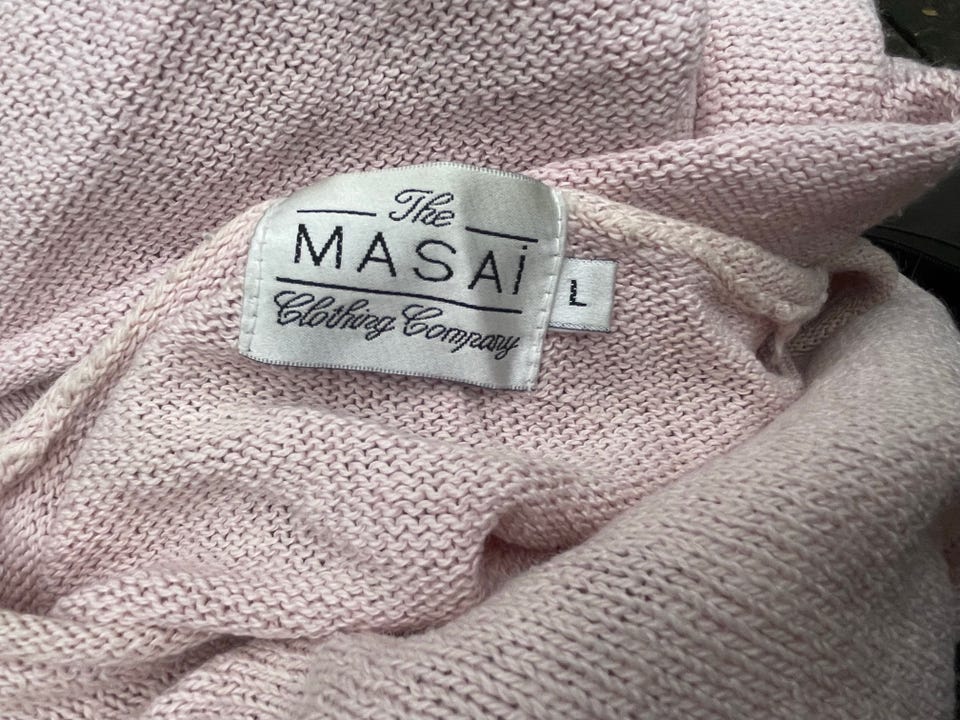 The
MASAi
Clothing Company
L